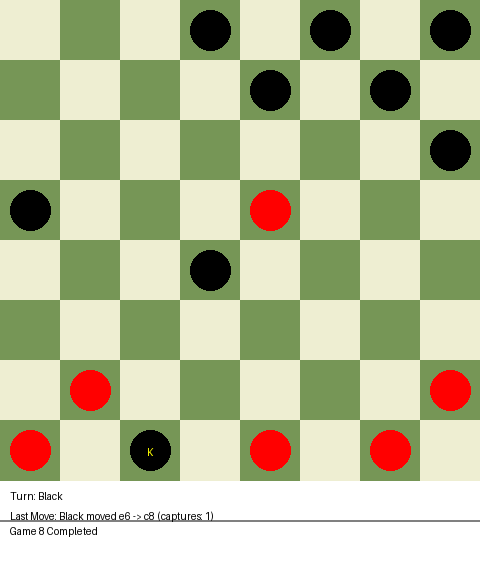 K
Turn: Black
Last Move: Black moved e6 -> c8 (captures: 1)
Game 8 Completed